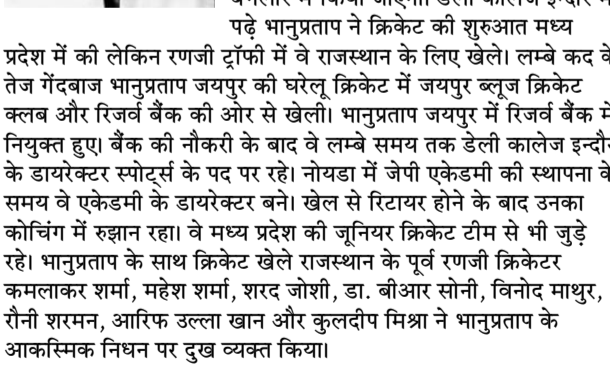 पढ़े भानुप्रताप ने क्रिकेट की शुरुआत मध्य
प्रदेश में की लेकिन रणजी ट्रॉफी में वे राजस्थान के लिए खेले। लम्बे कद के
तेज गेंदबाज भानुप्रताप जयपुर की घरेलू क्रिकेट में जयपुर ब्लूज क्रिकेट
क्लब और रिजर्व बैंक की ओर से खेली। भानुप्रताप जयपुर में रिजर्व बैंक में
नियुक्त हुए। बैंक की नौकरी के बाद वे लम्बे समय तक डेली कालेज इन्दौर
के डायरेक्टर स्पोर्ट्स के पद पर रहे। नोयडा में जेपी एकेडमी की स्थापना के
समय वे एकेडमी के डायरेक्टर बने। खेल से रिटायर होने के बाद उनका
कोचिंग में रुझान रहा। वे मध्य प्रदेश की जूनियर क्रिकेट टीम से भी जुड़े
रहे। भानुप्रताप के साथ क्रिकेट खेले राजस्थान के पूर्व रणजी क्रिकेटर
कमलाकर शर्मा, महेश शर्मा, शरद जोशी, डा. बीआर सोनी, विनोद माथुर,
रौनी शरमन, आरिफ उल्ला खान और कुलदीप मिश्रा ने भानुप्रताप के
आकस्मिक निधन पर दुख व्यक्त किया।